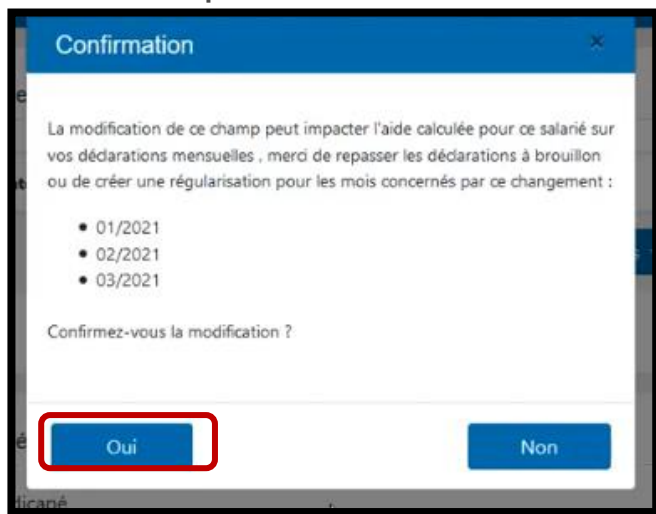 Confirmation
×
La modification de ce champ peut impacter l'aide calculée pour ce salarié sur
vos déclarations mensuelles , merci de repasser les déclarations à brouillon
ou de créer une régularisation pour les mois concernés par ce changement :
• 01/2021
• 02/2021
• 03/2021
Confirmez-vous la modification ?
Oui
Non